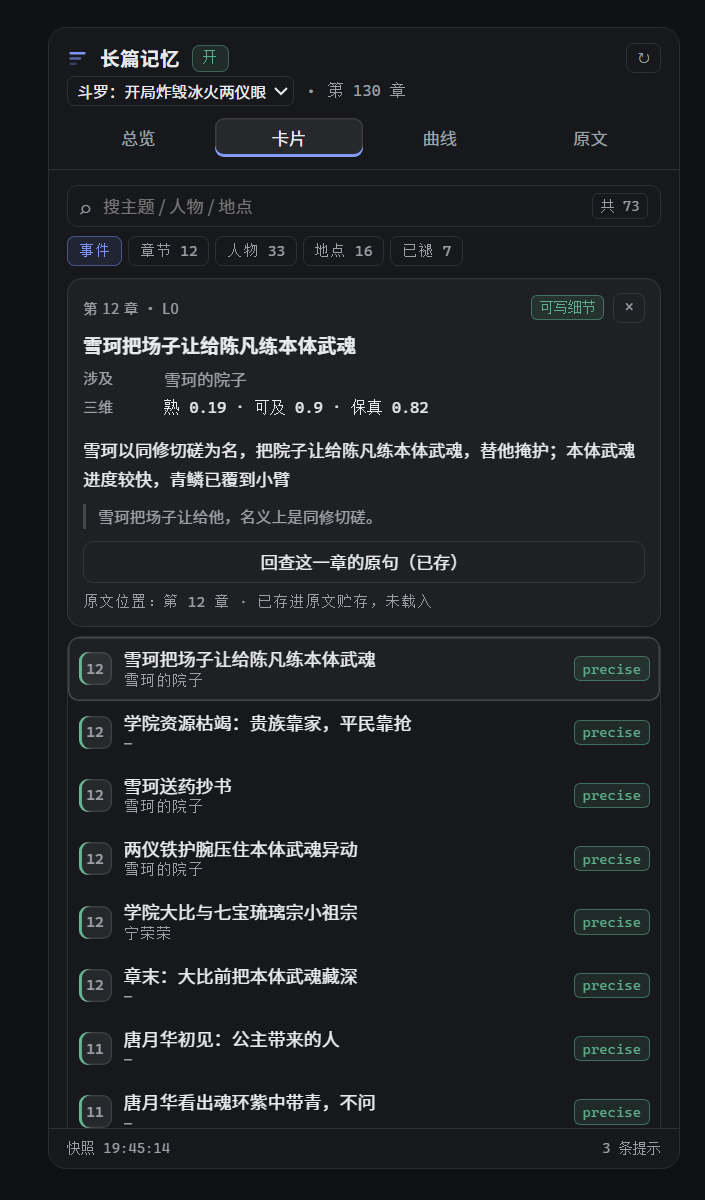 长篇记忆 开 ↻
斗罗：开局炸毁冰火两仪眼 · 第 130 章
总览 卡片 曲线 原文
搜主题 / 人物 / 地点 共 73
事件 章节 12 人物 33 地点 16 已褪 7
第 12 章 · L0 可写细节 ×
雪珂把场子让给陈凡练本体武魂
涉及 雪珂的院子
三维 熟 0.19 · 可及 0.9 · 保真 0.82
雪珂以同修切磋为名，把院子让给陈凡练本体武魂，替他掩护；本体武魂
进度较快，青鳞已覆到小臂
雪珂把场子让给他，名义上是同修切磋。
回查这一章的原句（已存）
原文位置：第 12 章 · 已存进原文贮存，未载入
12 雪珂把场子让给陈凡练本体武魂 precise
雪珂的院子
12 学院资源枯竭：贵族靠家，平民靠抢 precise
—
12 雪珂送药抄书 precise
雪珂的院子
12 两仪铁护腕压住本体武魂异动 precise
雪珂的院子
12 学院大比与七宝琉璃宗小祖宗 precise
宁荣荣
12 章末：大比前把本体武魂藏深 precise
—
11 唐月华初见：公主带来的人 precise
—
11 唐月华看出魂环紫中带青，不问 precise
—
快照 19:45:14 3 条提示